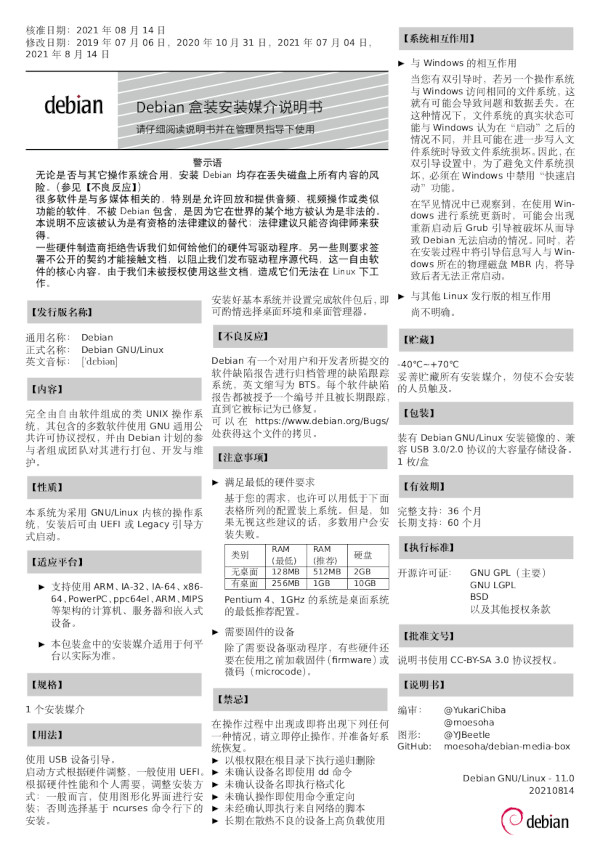 核准日期：2021 年 08 月 14 日
修改日期：2019 年 07 月 06 日，2020 年 10 月 31 日，2021 年 07 月 04 日，
2021 年 8 月 14 日
debian
Debian 盒装安装媒介说明书
请仔细阅读说明书并在管理员指导下使用
警示语
无论是否与其它操作系统合用，安装 Debian 均存在丢失磁盘上所有内容的风
险。（参见【不良反应】）
很多软件是与多媒体相关的，特别是允许回放和提供音频、视频操作或类似
功能的软件，不被 Debian 包含，是因为它在世界的某个地方被认为是非法的。
本说明不应该被认为是有资格的法律建议的替代；法律建议只能咨询律师来获
得。
一些硬件制造商拒绝告诉我们如何给他们的硬件写驱动程序。另一些则要求签
署不公开的契约才能接触文档，以阻止我们发布驱动程序源代码，这一自由软
件的核心内容。由于我们未被授权使用这些文档，造成它们无法在 Linux 下工
作。
【发行版名称】
通用名称： Debian
正式名称： Debian GNU/Linux
英文音标： [ˈdɛbiən]
【内容】
完全由自由软件组成的类 UNIX 操作系
统，其包含的多数软件使用 GNU 通用公
共许可协议授权，并由 Debian 计划的参
与者组成团队对其进行打包、开发与维
护。
【性质】
本系统为采用 GNU/Linux 内核的操作系
统，安装后可由 UEFI 或 Legacy 引导方
式启动。
【适应平台】
► 支持使用 ARM、IA-32、IA-64、x86-
64、PowerPC、ppc64el、ARM、MIPS
等架构的计算机、服务器和嵌入式
设备。
► 本包装盒中的安装媒介适用于何平
台以实际为准。
【规格】
1 个安装媒介
【用法】
使用 USB 设备引导。
启动方式根据硬件调整，一般使用 UEFI。
根据硬件性能和个人需要，调整安装方
式：一般而言，使用图形化界面进行安
装；否则选择基于 ncurses 命令行下的
安装。
安装好基本系统并设置完成软件包后，即
可酌情选择桌面环境和桌面管理器。
【不良反应】
Debian 有一个对用户和开发者所提交的
软件缺陷报告进行归档管理的缺陷跟踪
系统，英文缩写为 BTS。每个软件缺陷
报告都被授予一个编号并且被长期跟踪，
直到它被标记为已修复。
可以在 https://www.debian.org/Bugs/
处获得这个文件的拷贝。
【注意事项】
► 满足最低的硬件要求
基于您的需求，也许可以用低于下面
表格所列的配置装上系统。但是，如
果无视这些建议的话，多数用户会安
装失败。
类别 RAM（最低） RAM（推荐） 硬盘
无桌面 128MB 512MB 2GB
有桌面 256MB 1GB 10GB
Pentium 4、1GHz 的系统是桌面系统
的最低推荐配置。
► 需要固件的设备
除了需要设备驱动程序，有些硬件还
要在使用之前加载固件（firmware）或
微码（microcode）。
【禁忌】
在操作过程中出现或即将出现下列任何
一种情况，请立即停止操作，并准备好系
统恢复。
► 以根权限在根目录下执行递归删除
► 未确认设备名即使用 dd 命令
► 未确认设备名即执行格式化
► 未确认操作即使用命令重定向
► 未经确认即执行来自网络的脚本
► 长期在散热不良的设备上高负载使用
【系统相互作用】
► 与 Windows 的相互作用
当您有双引导时，若另一个操作系统
与 Windows 访问相同的文件系统，这
就有可能会导致问题和数据丢失。在
这种情况下，文件系统的真实状态可
能与 Windows 认为在“启动”之后的
情况不同，并且可能在进一步写入文
件系统时导致文件系统损坏。因此，在
双引导设置中，为了避免文件系统损
坏，必须在 Windows 中禁用“快速启
动”功能。
在罕见情况中已观察到，在使用 Win-
dows 进行系统更新时，可能会出现
重新启动后 Grub 引导被破坏从而导
致 Debian 无法启动的情况。同时，若
在安装过程中将引导信息写入与 Win-
dows 所在的物理磁盘 MBR 内，将导
致后者无法正常启动。
► 与其他 Linux 发行版的相互作用
尚不明确。
【贮藏】
-40℃~+70℃
妥善贮藏所有安装媒介，勿使不会安装
的人员触及。
【包装】
装有 Debian GNU/Linux 安装镜像的、兼
容 USB 3.0/2.0 协议的大容量存储设备。
1 枚/盒
【有效期】
完整支持：36 个月
长期支持：60 个月
【执行标准】
开源许可证： GNU GPL（主要）
GNU LGPL
BSD
以及其他授权条款
【批准文号】
说明书使用 CC-BY-SA 3.0 协议授权。
【说明书】
编审： @YukariChiba
@moesoha
图形： @YJBeetle
GitHub: moesoha/debian-media-box
Debian GNU/Linux - 11.0
20210814
debian